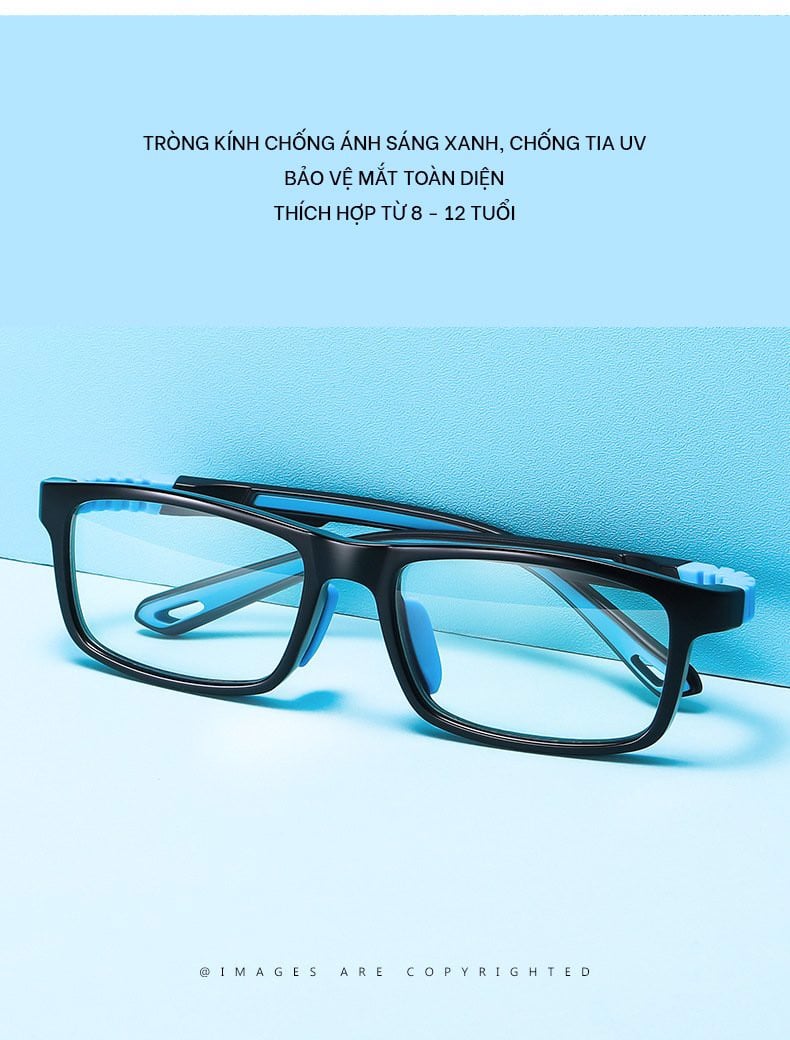 TRÒNG KÍNH CHỐNG ÁNH SÁNG XANH, CHỐNG TIA UV
BẢO VỆ MẮT TOÀN DIỆN
THÍCH HỢP TỪ 8 - 12 TUỔI
@IMAGES ARE COPYRIGHTED